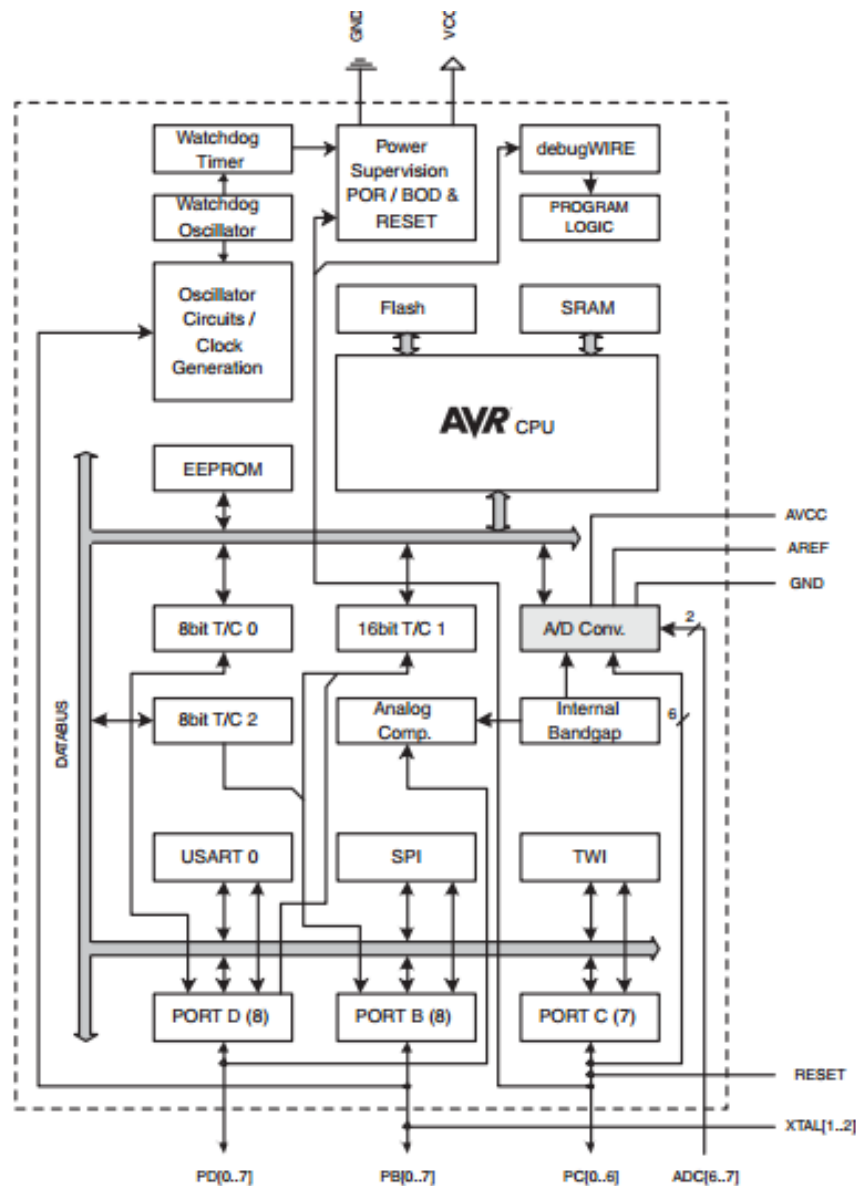 GND
VCC
Watchdog
Timer
Power
Supervision
POR / BOD &
RESET
debugWIRE
Watchdog
Oscillator
PROGRAM
LOGIC
Oscillator
Circuits /
Clock
Generation
Flash
SRAM
AVR CPU
EEPROM
AVCC
AREF
GND
8bit T/C 0
16bit T/C 1
A/D Conv.
2
DATABUS
8bit T/C 2
Analog
Comp.
Internal
Bandgap
6
USART 0
SPI
TWI
PORT D (8)
PORT B (8)
PORT C (7)
RESET
XTAL[1..2]
PD[0..7]
PB[0..7]
PC[0..6]
ADC[6..7]